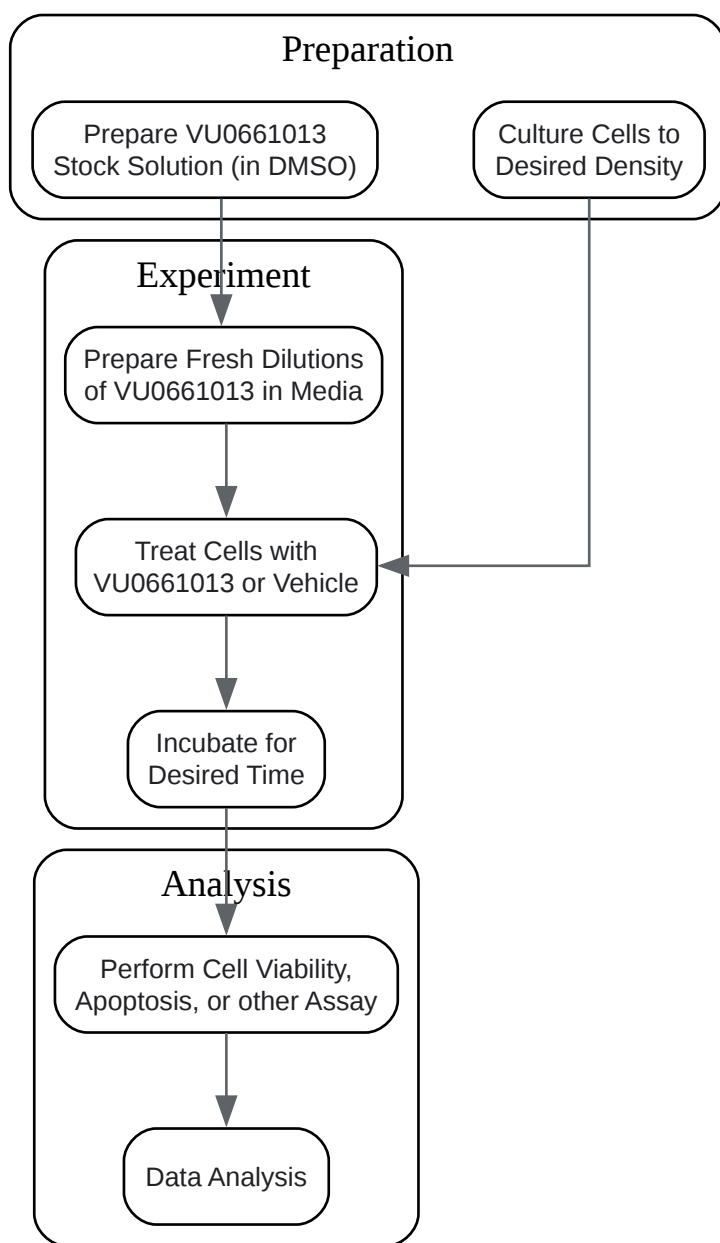 Preparation
Prepare VU0661013
Stock Solution (in DMSO)
Culture Cells to
Desired Density
Experiment
Prepare Fresh Dilutions
of VU0661013 in Media
Treat Cells with
VU0661013 or Vehicle
Incubate for
Desired Time
Analysis
Perform Cell Viability,
Apoptosis, or other Assay
Data Analysis